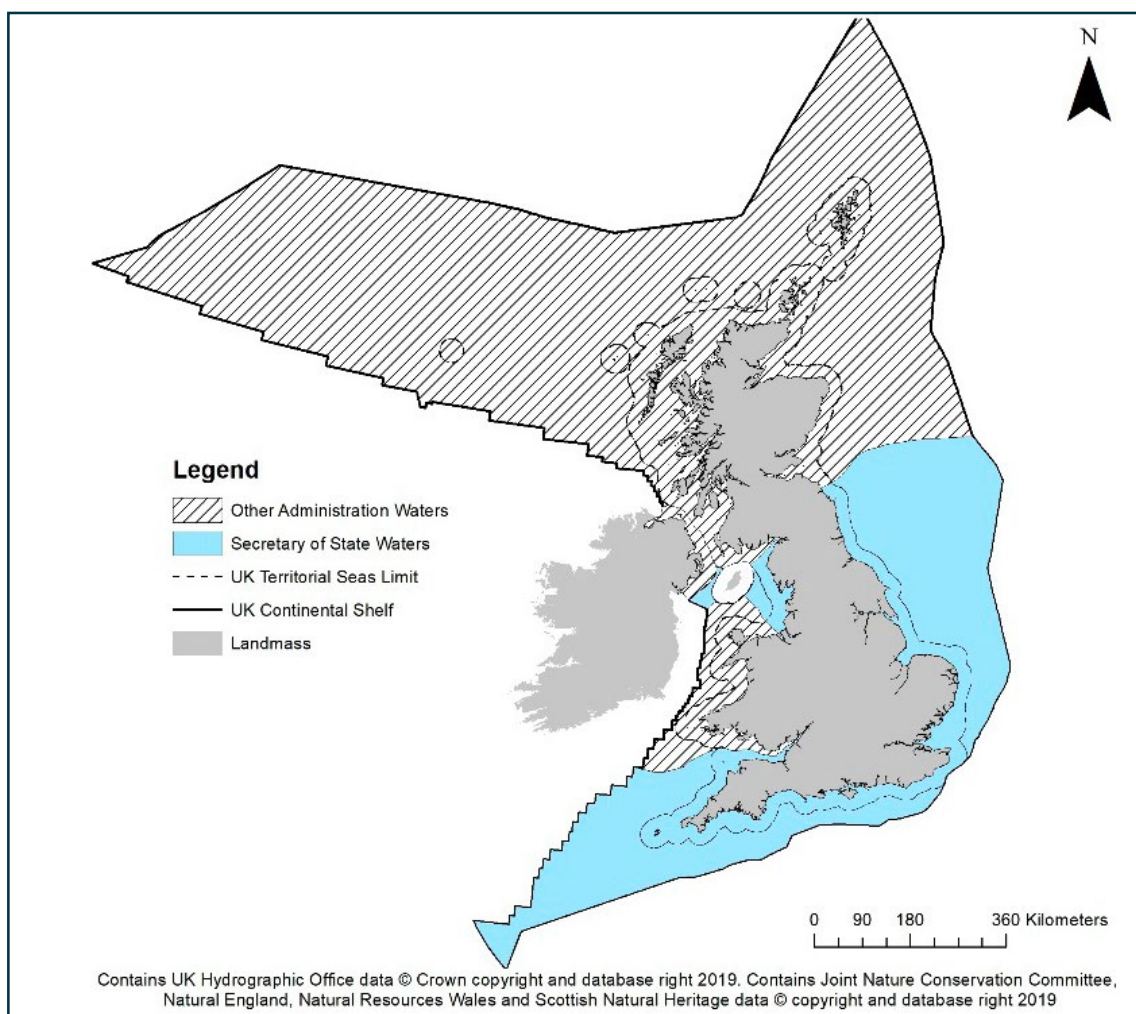 N
Legend
Other Administration Waters
Secretary of State Waters
UK Territorial Seas Limit
UK Continental Shelf
Landmass
0 90 180 360 Kilometers
Contains UK Hydrographic Office data © Crown copyright and database right 2019. Contains Joint Nature Conservation Committee,
Natural England, Natural Resources Wales and Scottish Natural Heritage data © copyright and database right 2019